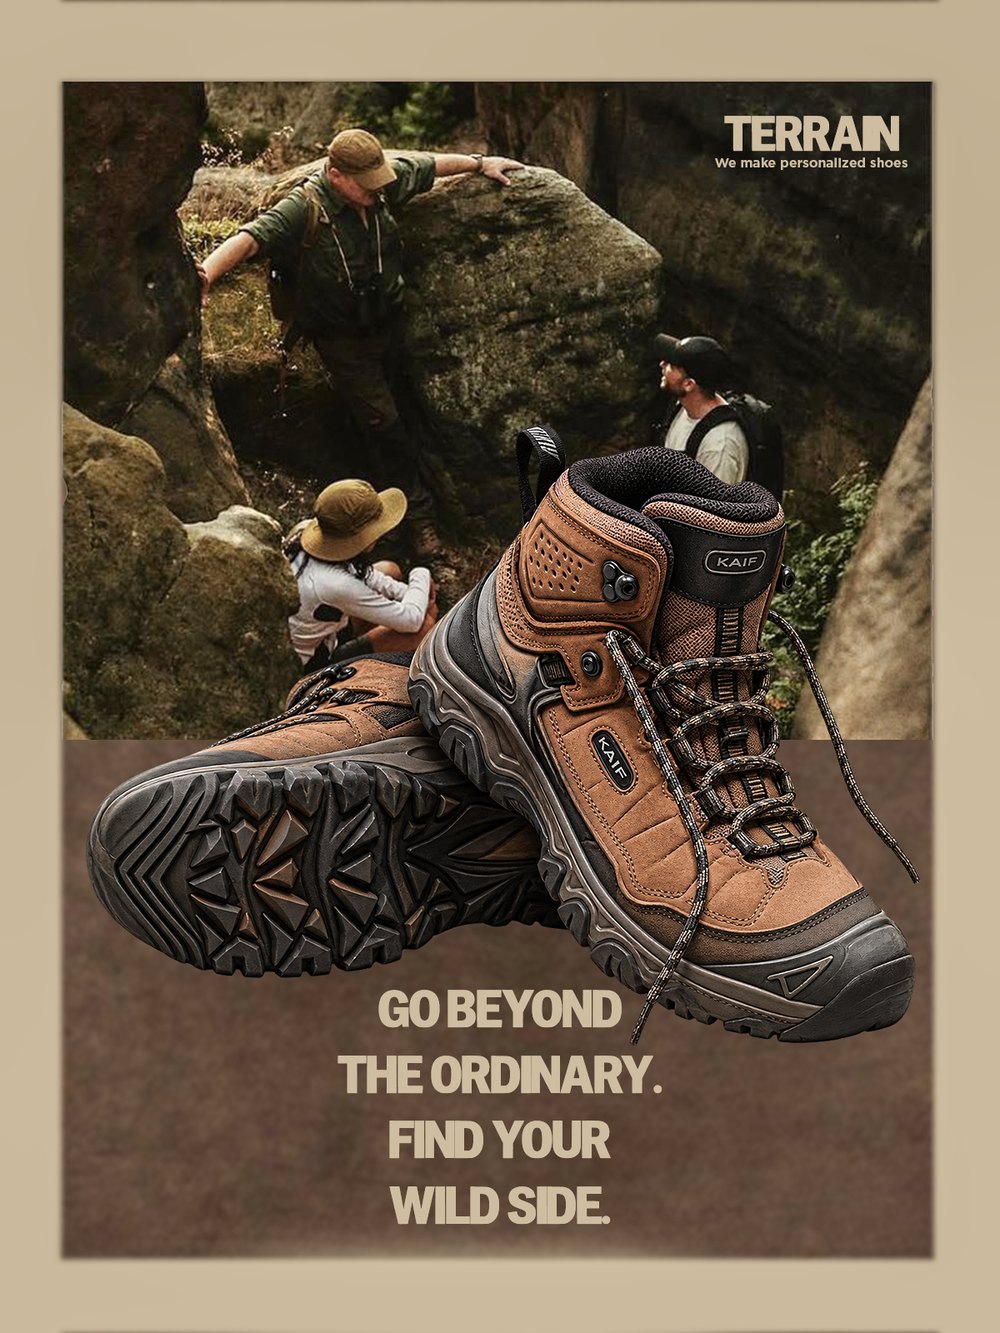 TERRAIN
We make personalized shoes
KAIF
KAIF
GO BEYOND
THE ORDINARY.
FIND YOUR
WILD SIDE.